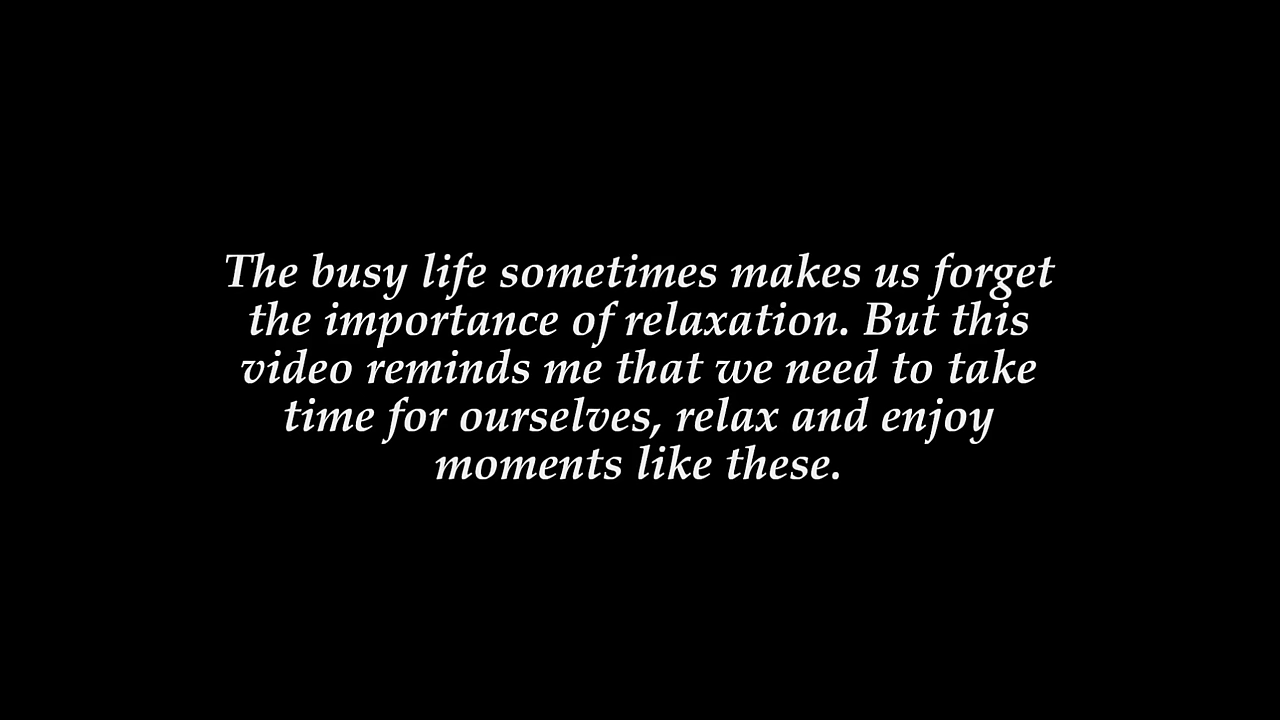 The busy life sometimes makes us forget
the importance of relaxation. But this
video reminds me that we need to take
time for ourselves, relax and enjoy
moments like these.